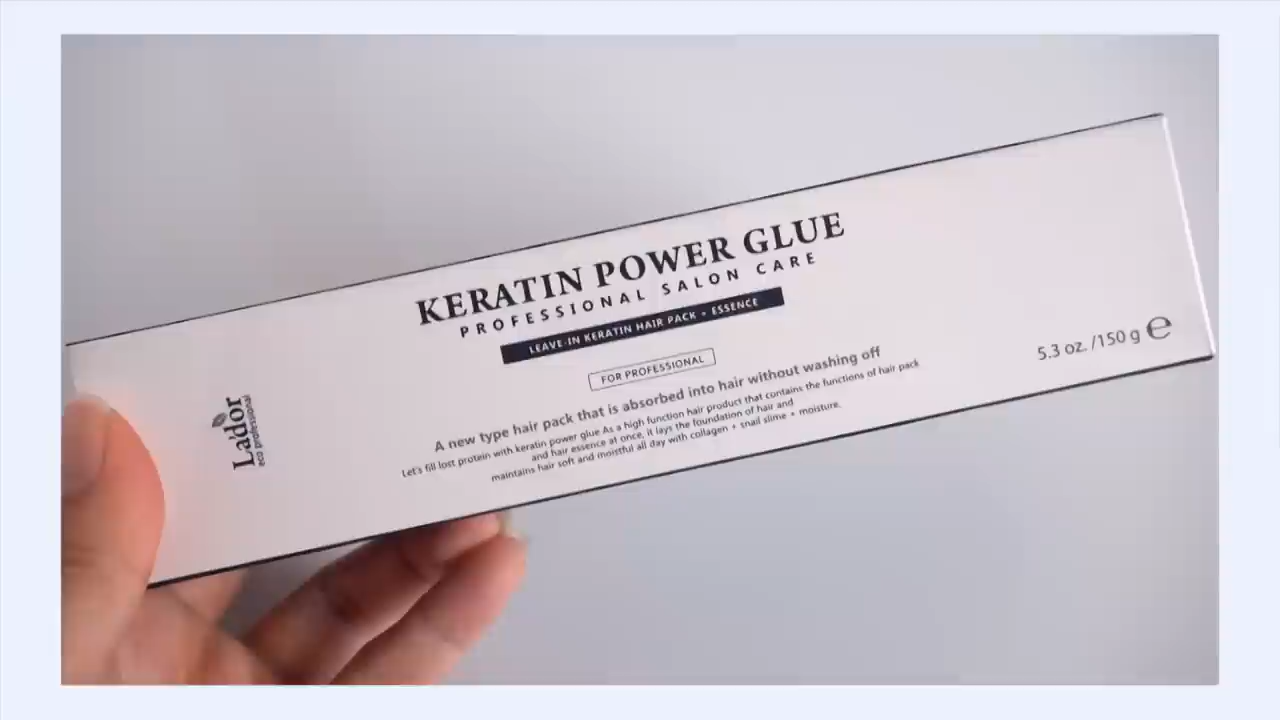 KERATIN POWER GLUE
PROFESSIONAL SALON CARE
LEAVE-IN KERATIN HAIR PACK + ESSENCE
FOR PROFESSIONAL
A new type hair pack that is absorbed into hair without washing off
Let's fill lost protein with keratin power glue As a high function hair product that contains the functions of hair pack
and hair essence at once, it lays the foundation of hair and
maintains hair soft and moistful all day with collagen + snail slime + moisture.
5.3 oz. /150 g ℮
La'dor
eco professional